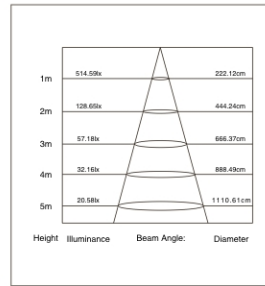 1m 514.59lx 222.12cm
2m 128.65lx 444.24cm
3m 57.18lx 666.37cm
4m 32.16lx 888.49cm
5m 20.58lx 1110.61cm
Height Illuminance Beam Angle: Diameter